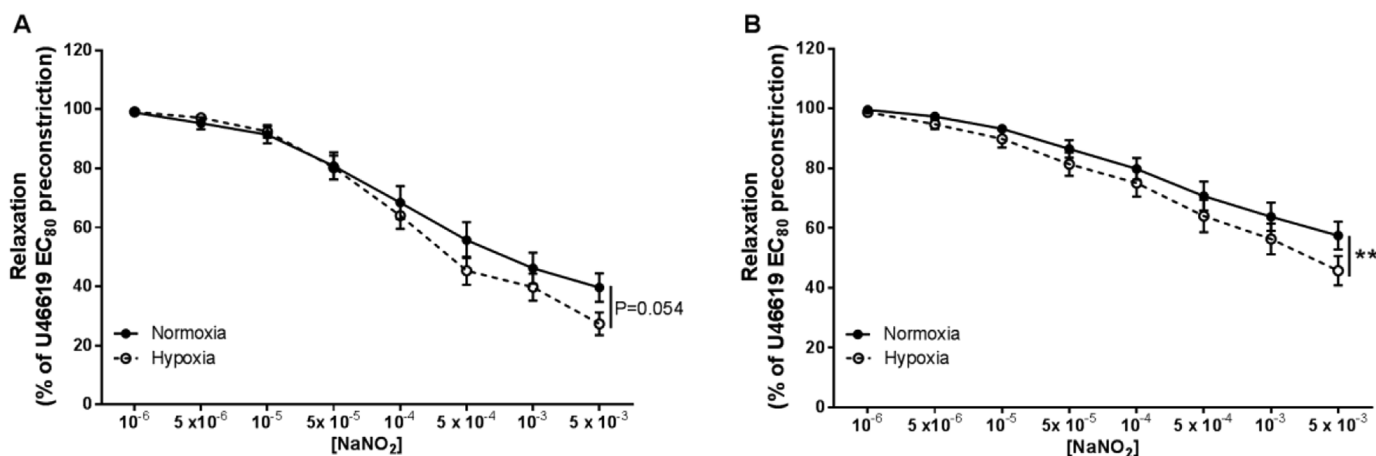 A
Relaxation
(% of U46619 EC₈₀ preconstriction)
120
100
80
60
40
20
0
Normoxia
Hypoxia
P=0.054
10⁻⁶ 5 x 10⁻⁶ 10⁻⁵ 5x10⁻⁵ 10⁻⁴ 5 x 10⁻⁴ 10⁻³ 5 x 10⁻³
[NaNO₂]
B
Relaxation
(% of U46619 EC₈₀ preconstriction)
120
100
80
60
40
20
0
Normoxia
Hypoxia
**
10⁻⁶ 5 x 10⁻⁶ 10⁻⁵ 5x10⁻⁵ 10⁻⁴ 5 x 10⁻⁴ 10⁻³ 5 x 10⁻³
[NaNO₂]